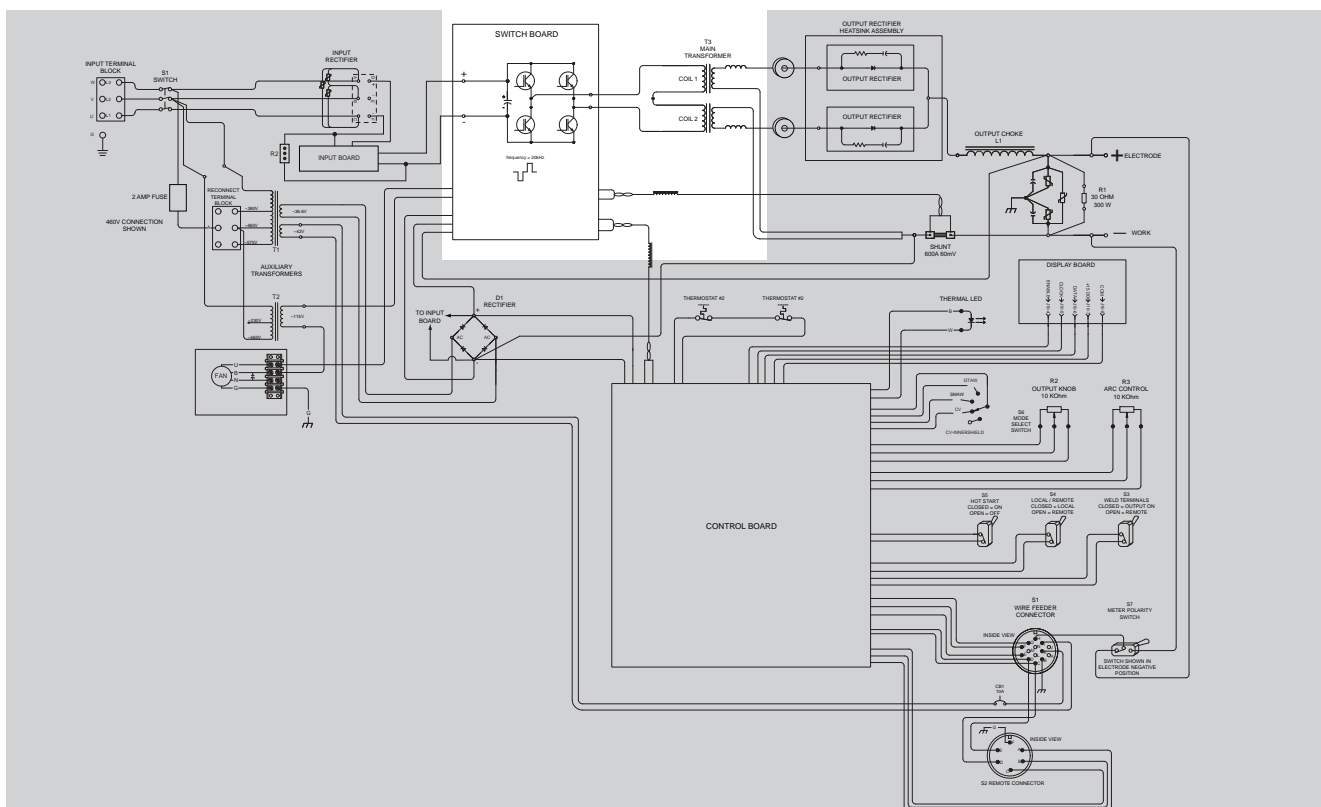 SWITCH BOARD
frequency = 20kHz
T3
MAIN
TRANSFORMER
COIL 1
COIL 2
OUTPUT RECTIFIER
HEATSINK ASSEMBLY
OUTPUT RECTIFIER
OUTPUT RECTIFIER
INPUT
RECTIFIER
INPUT TERMINAL
BLOCK
S1
SWITCH
W L3
V L2
U L1
G
R2
INPUT BOARD
2 AMP FUSE
RECONNECT
TERMINAL
BLOCK
460V CONNECTION
SHOWN
T1
AUXILIARY
TRANSFORMERS
T2
~115V
~42V
FAN
U
B
N
G
G
TO INPUT
BOARD
D1
RECTIFIER
AC
AC
THERMOSTAT #2
THERMOSTAT #2
THERMAL LED
B
W
OUTPUT CHOKE
L1
+ ELECTRODE
R1
30 OHM
300 W
— WORK
SHUNT
600A 60mV
DISPLAY BOARD
CONTROL BOARD
GTAW
SMAW
CV
CV-INNERSHIELD
S6
MODE
SELECT
SWITCH
R2
OUTPUT KNOB
10 KOhm
R3
ARC CONTROL
10 KOhm
S5
HOT START
CLOSED = ON
OPEN = OFF
S4
LOCAL / REMOTE
CLOSED = LOCAL
OPEN = REMOTE
S3
WELD TERMINALS
CLOSED = OUTPUT ON
OPEN = REMOTE
S1
WIRE FEEDER
CONNECTOR
INSIDE VIEW
S7
METER POLARITY
SWITCH
SWITCH SHOWN IN
ELECTRODE NEGATIVE
POSITION
CB1
10A
G
INSIDE VIEW
S2 REMOTE CONNECTOR